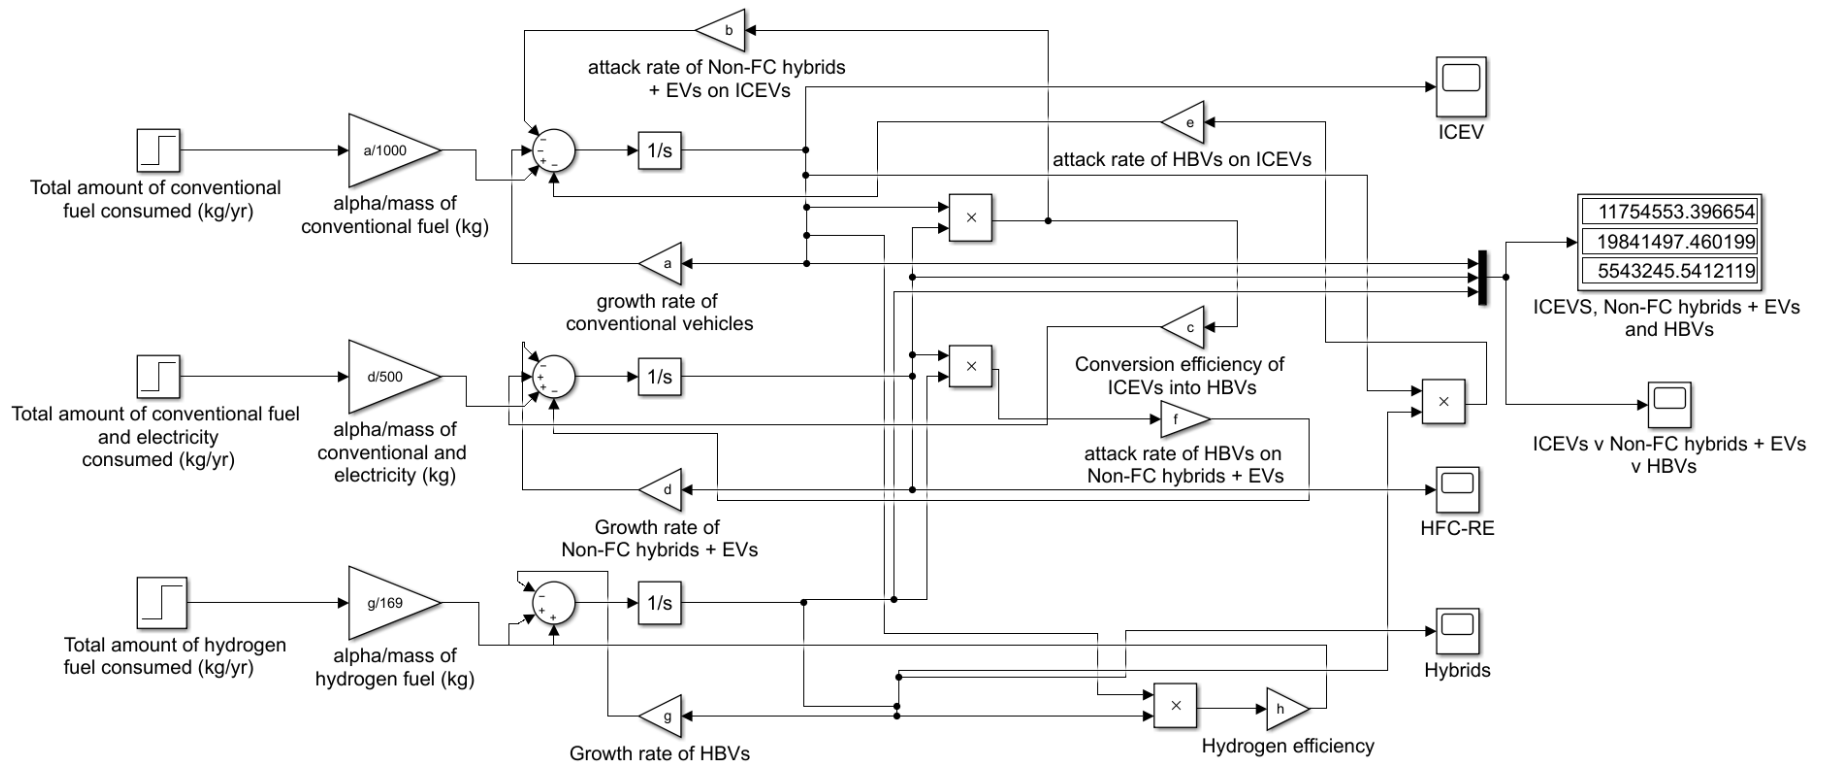 b
attack rate of Non-FC hybrids
+ EVs on ICEVs
ICEV
e
attack rate of HBVs on ICEVs
Total amount of conventional
fuel consumed (kg/yr)
a/1000
alpha/mass of
conventional fuel (kg)
−
−
+
−
1/s
×
a
growth rate of
conventional vehicles
11754553.396654
19841497.460199
5543245.5412119
ICEVS, Non-FC hybrids + EVs
and HBVs
c
Conversion efficiency of
ICEVs into HBVs
Total amount of conventional fuel
and electricity
consumed (kg/yr)
d/500
alpha/mass of
conventional and
electricity (kg)
−
+
+
−
1/s
×
f
attack rate of HBVs on
Non-FC hybrids + EVs
×
ICEVs v Non-FC hybrids + EVs
v HBVs
d
Growth rate of
Non-FC hybrids + EVs
HFC-RE
Total amount of hydrogen
fuel consumed (kg/yr)
g/169
alpha/mass of
hydrogen fuel (kg)
−
+
+
1/s
Hybrids
g
Growth rate of HBVs
×
h
Hydrogen efficiency